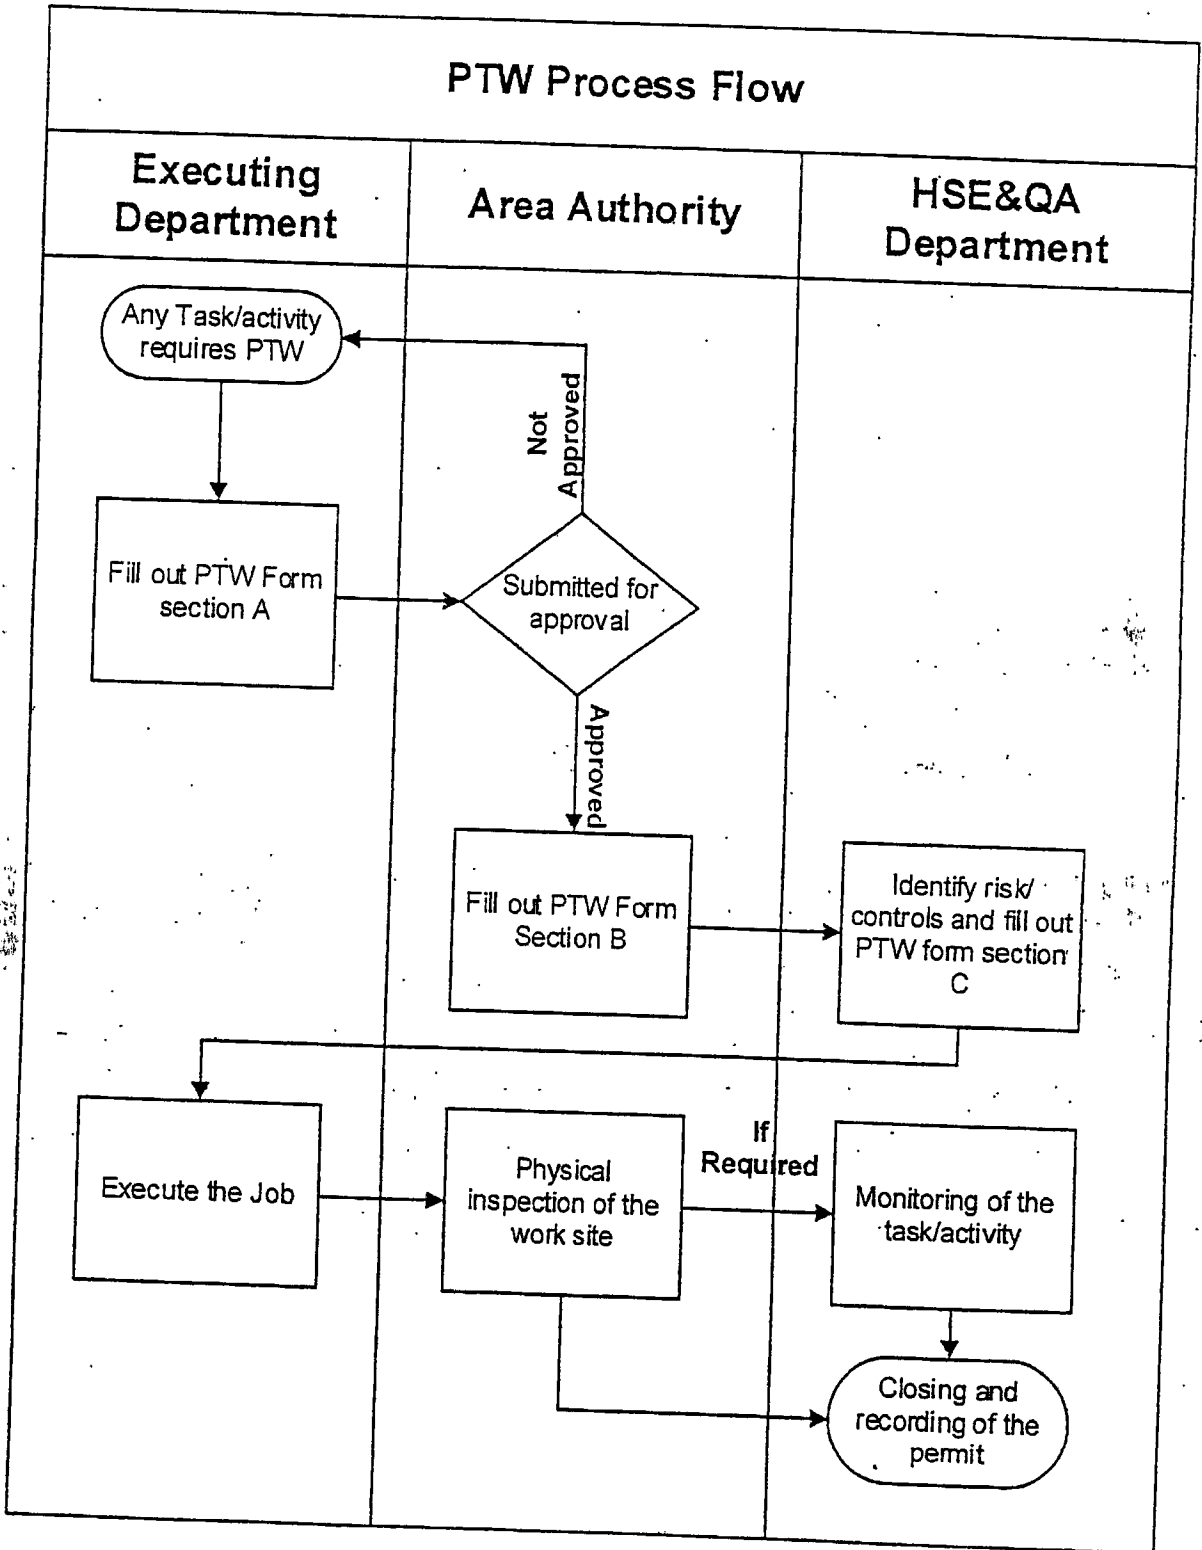 PTW Process Flow
Executing
Department
Area Authority
HSE&QA
Department
Any Task/activity
requires PTW
Not
Approved
Fill out PTW Form
section A
Submitted for
approval
Approved
Fill out PTW Form
Section B
Identify risk/
controls and fill out
PTW form section
C
Execute the Job
Physical
inspection of the
work site
If
Required
Monitoring of the
task/activity
Closing and
recording of the
permit